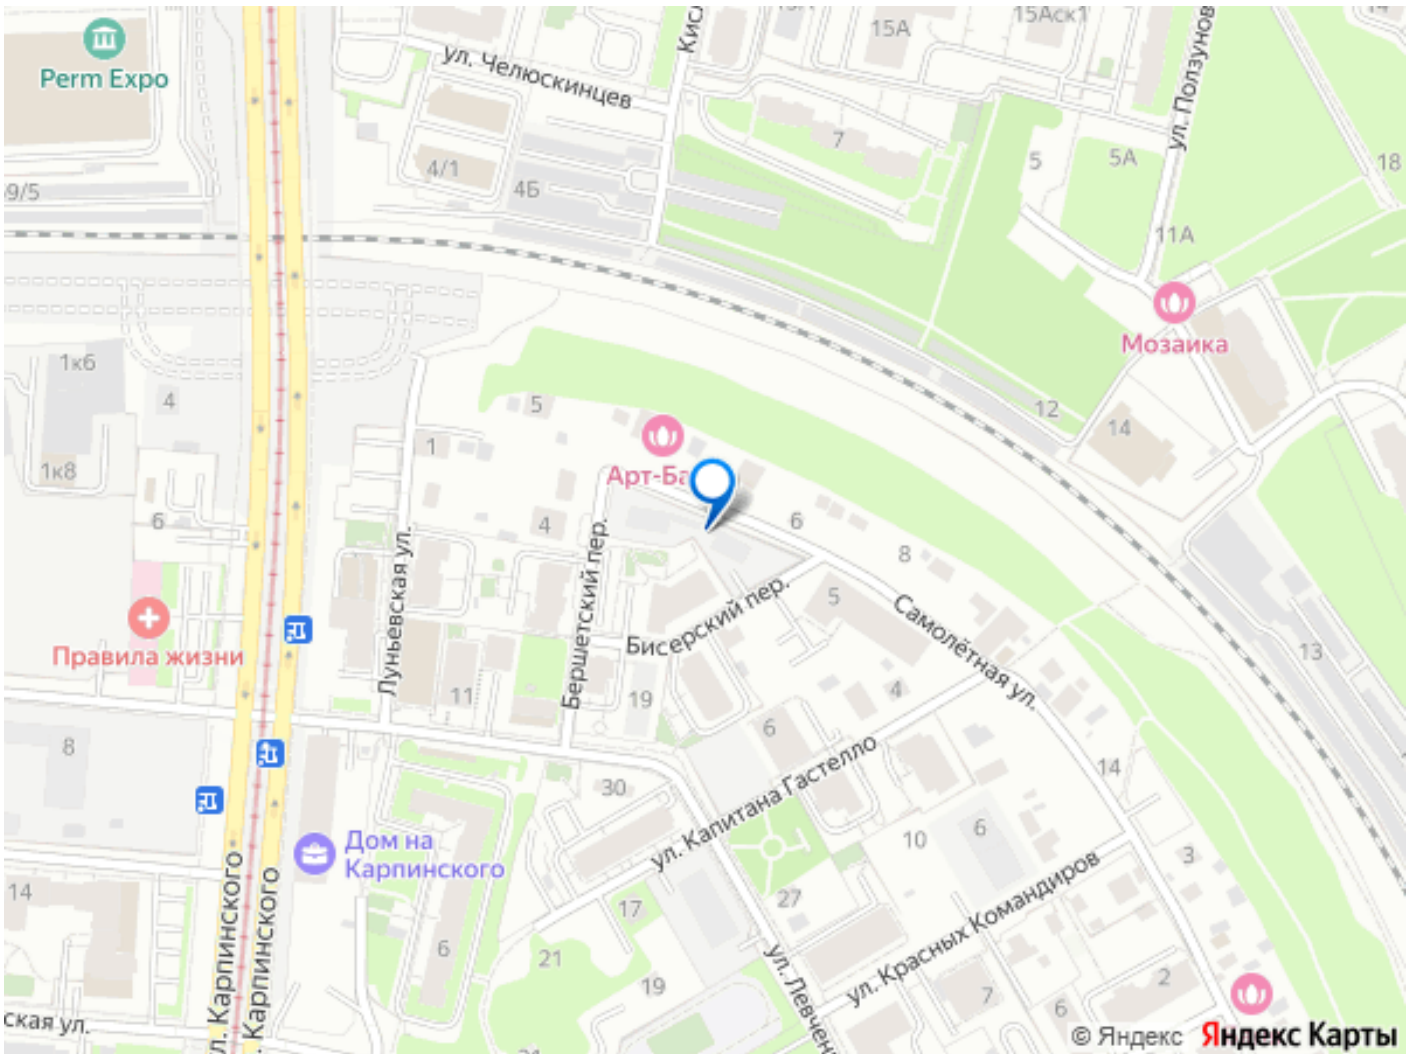 Perm Expo
ул. Челюскинцев
15А
15Аск1
14
ул. Ползунов
Кис
7
5
5А
18
4/1
4Б
9/5
11А
Мозаика
1к6
4
5
1
12
14
1к8
Арт-Ба
6
4
6
8
Луньевская ул.
Бершетский пер.
Бисерский пер.
5
Самолётная ул.
13
Правила жизни
11
19
4
6
8
ул. Капитана Гастелло
14
30
Дом на
Карпинского
10
6
3
14
17
27
ул. Красных Командиров
6
21
19
ул. Левчен
7
6
2
л. Карпинского
. Карпинского
ская ул.
© Яндекс Яндекс Карты